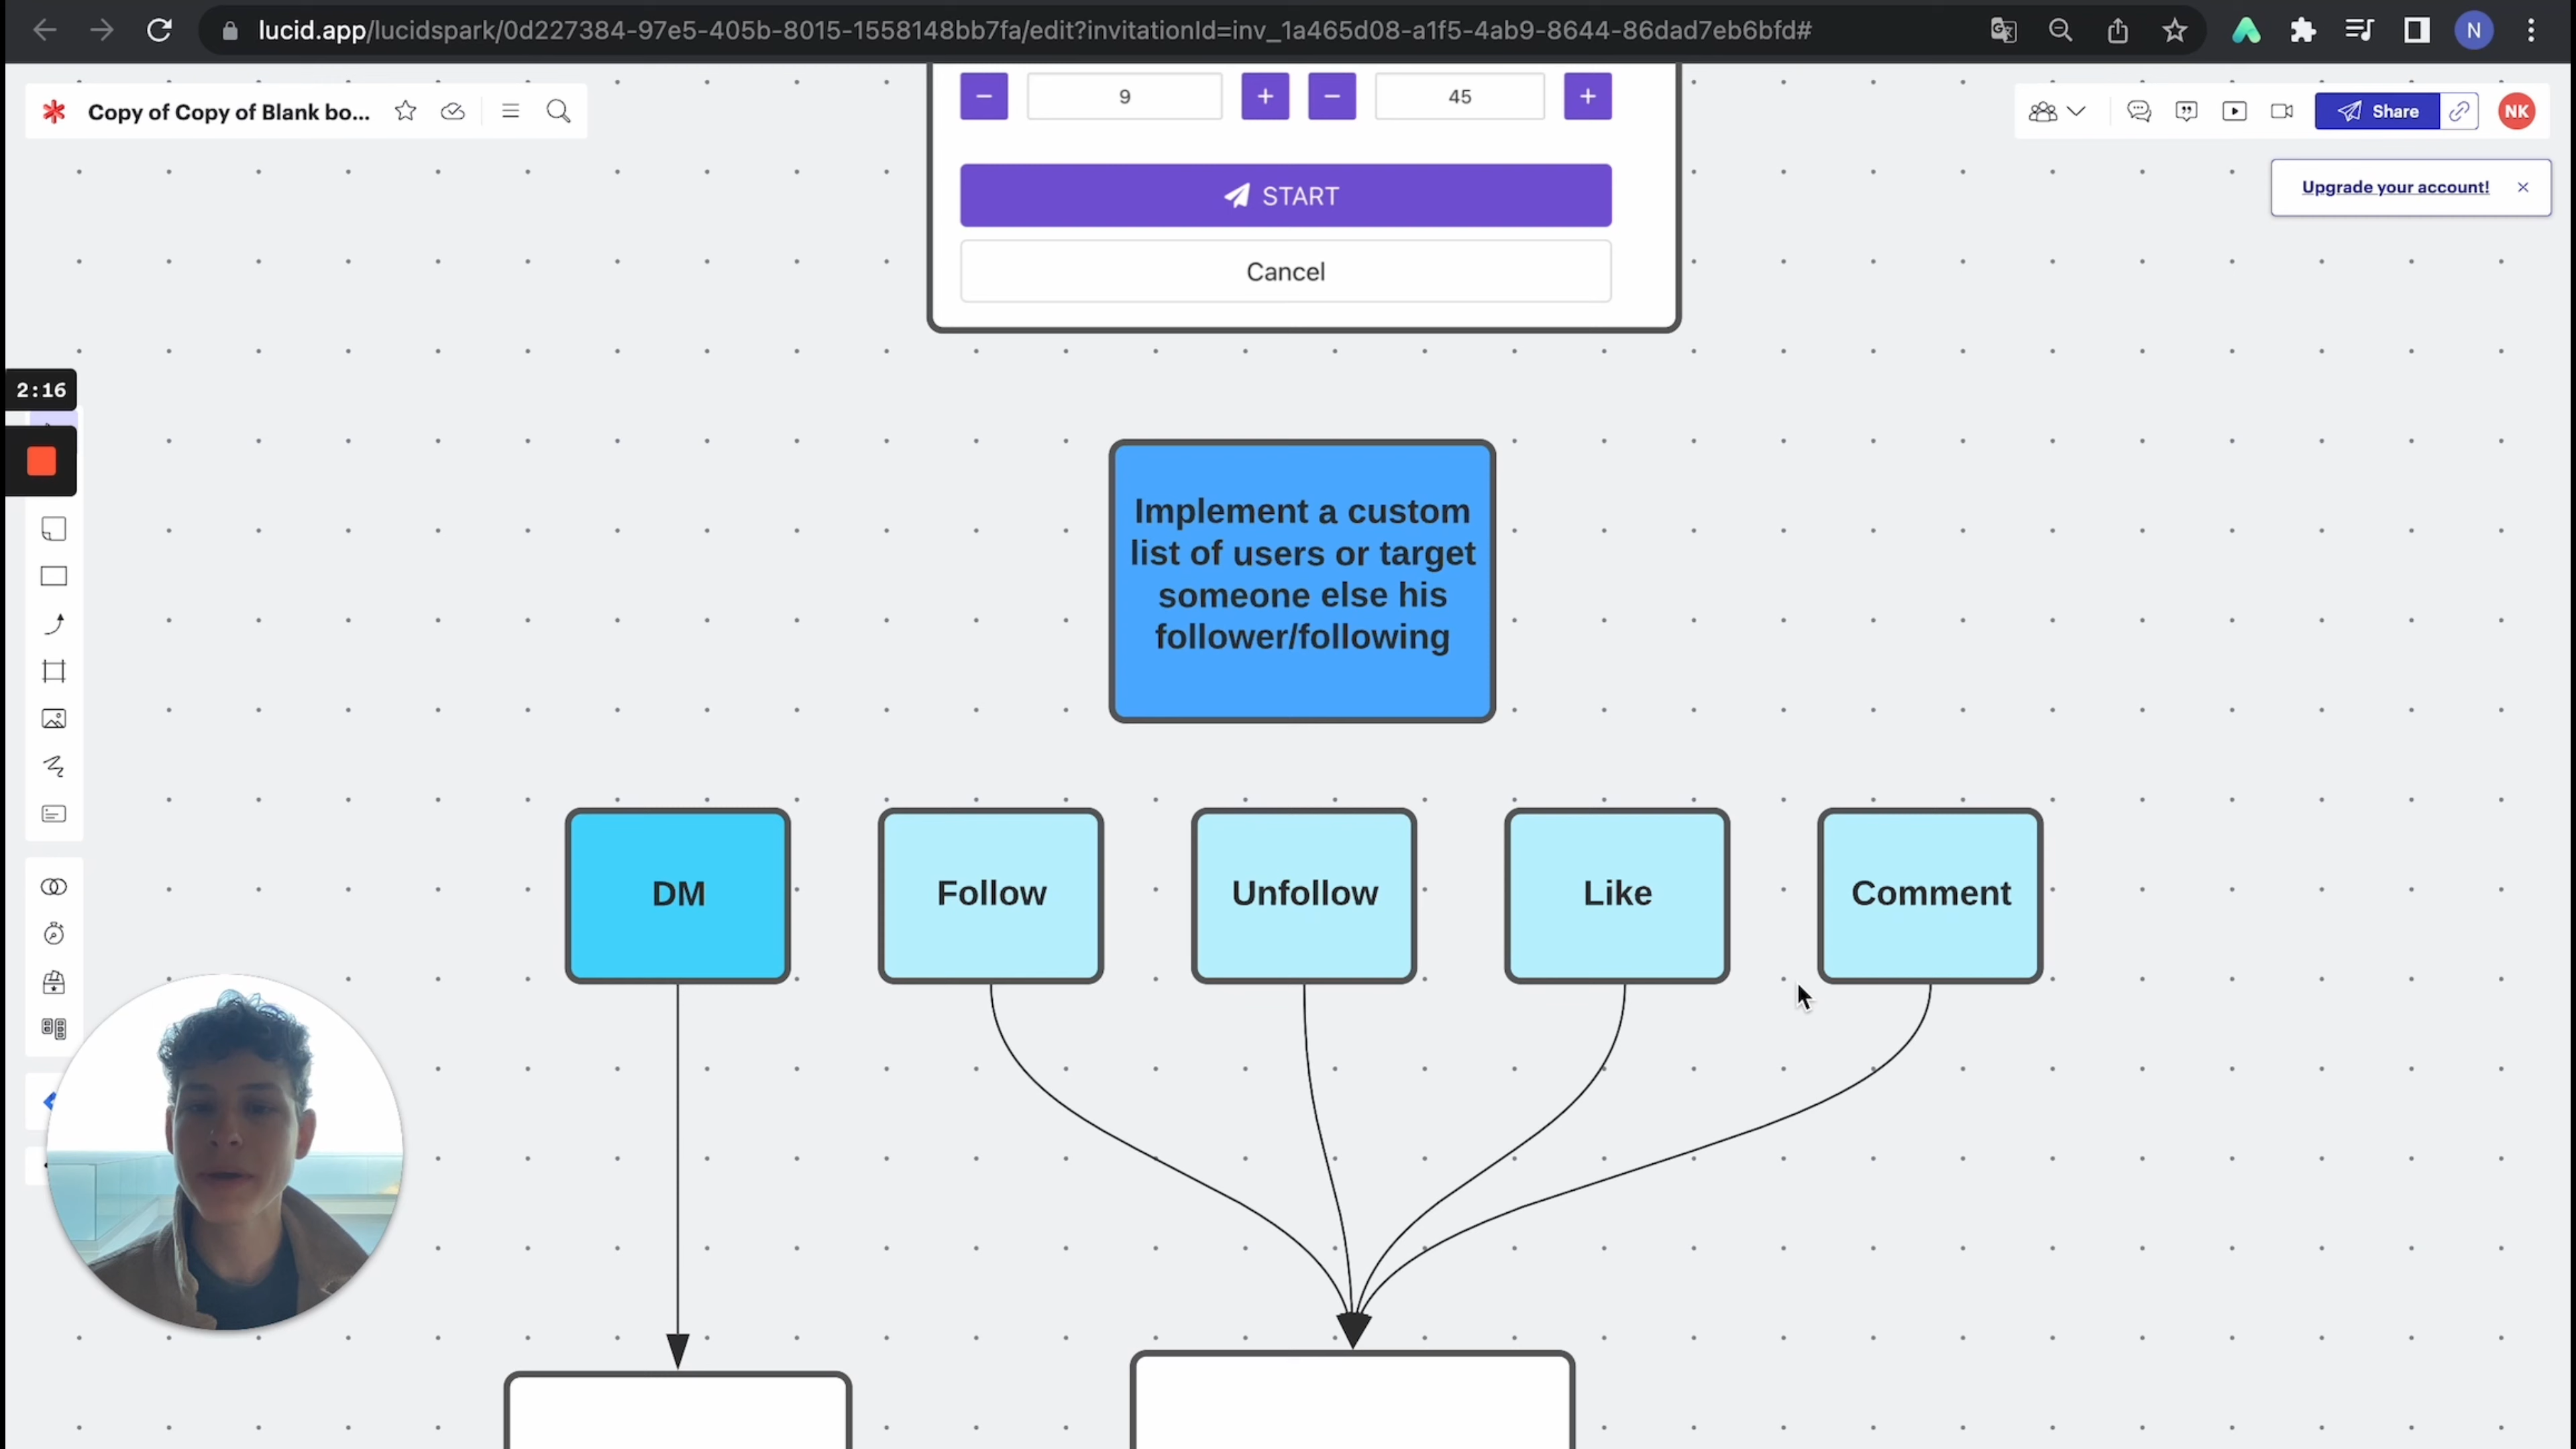 lucid.app/lucidspark/0d227384-97e5-405b-8015-1558148bb7fa/edit?invitationId=inv_1a465d08-a1f5-4ab9-8644-86dad7eb6bfd#
N
Copy of Copy of Blank bo...
9
45
Share
NK
START
Upgrade your account!
Cancel
2:16
Implement a custom
list of users or target
someone else his
follower/following
DM
Follow
Unfollow
Like
Comment